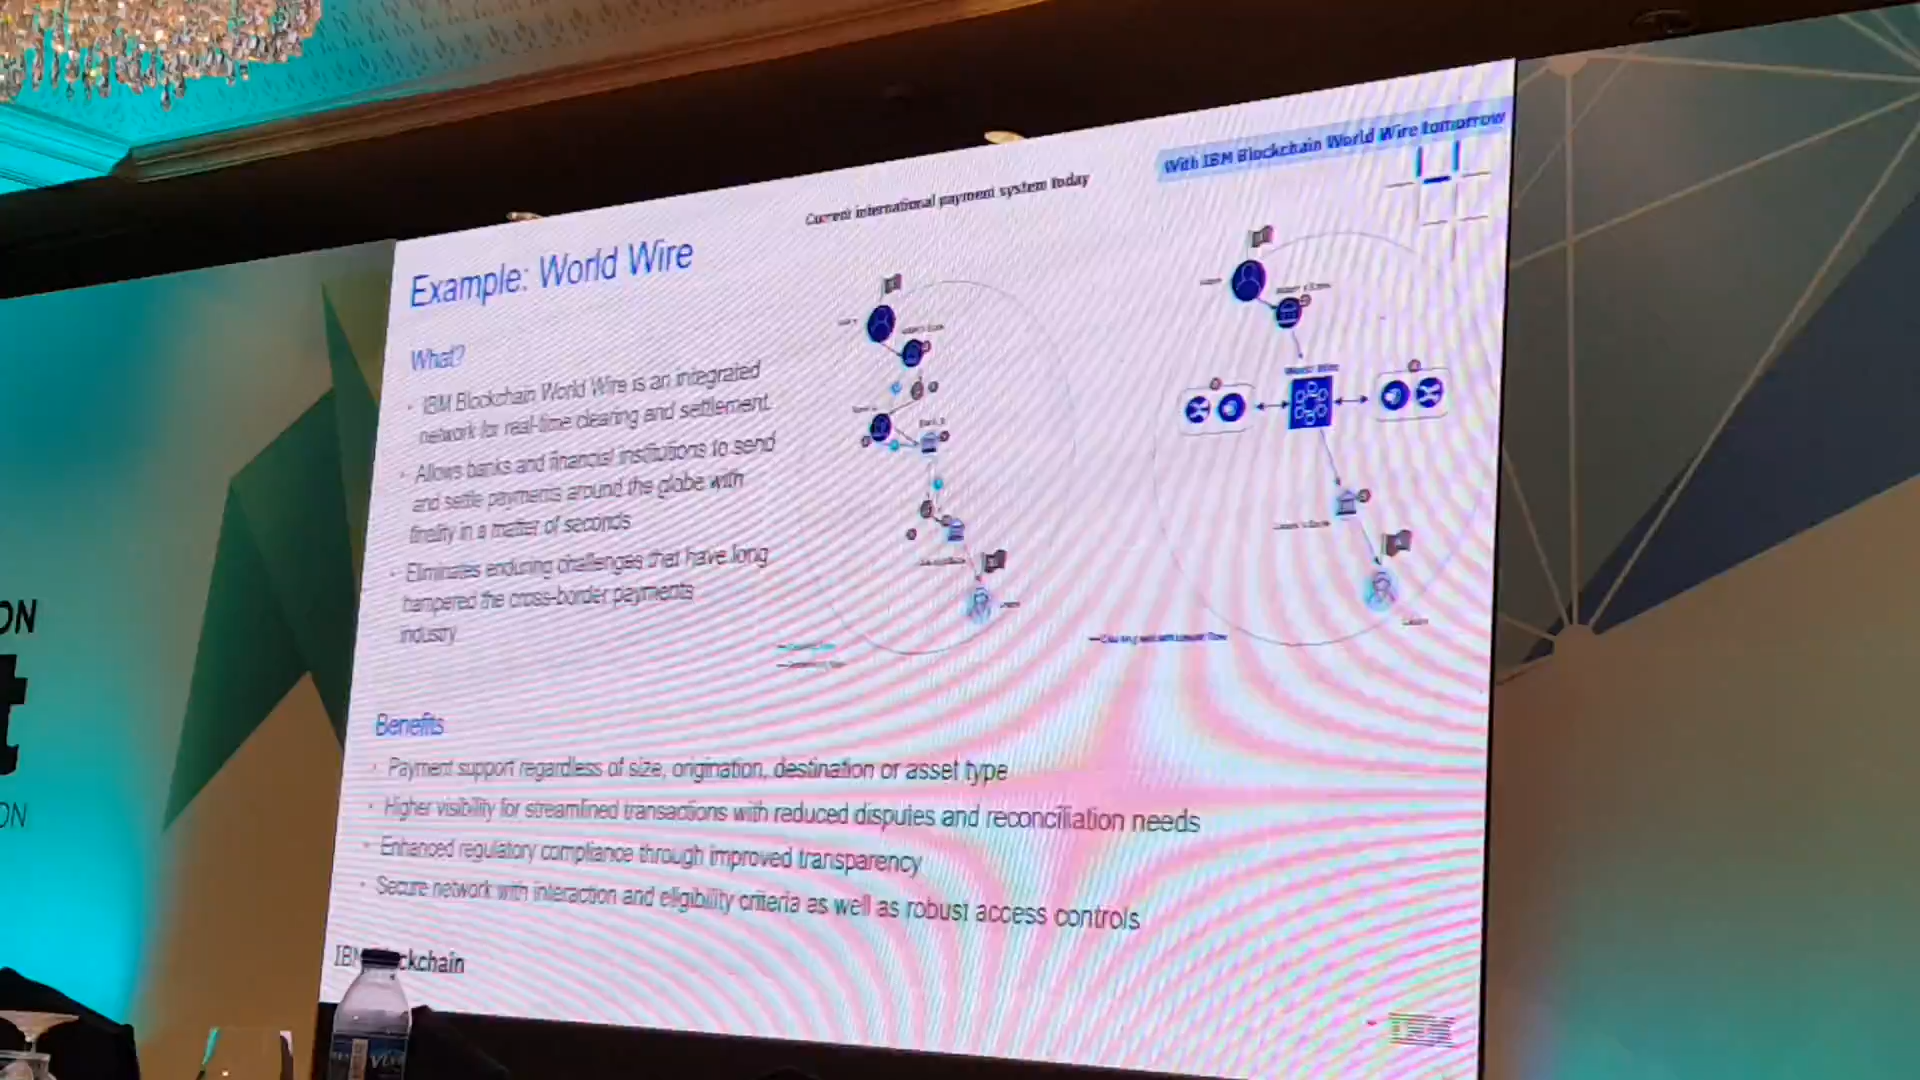 With IBM Blockchain World Wire tomorrow
Current international payment system today
Example: World Wire
What?
· IBM Blockchain World Wire is an integrated
network for real-time clearing and settlement.
· Allows banks and financial institutions to send
and settle payments around the globe with
finality in a matter of seconds
· Eliminates enduring challenges that have long
hampered the cross-border payments
industry
World Wire
Benefits
· Payment support regardless of size, origination, destination or asset type
· Higher visibility for streamlined transactions with reduced disputes and reconciliation needs
· Enhanced regulatory compliance through improved transparency
· Secure network with interaction and eligibility criteria as well as robust access controls
IBM
ckchain
IBM
ON
t
ON